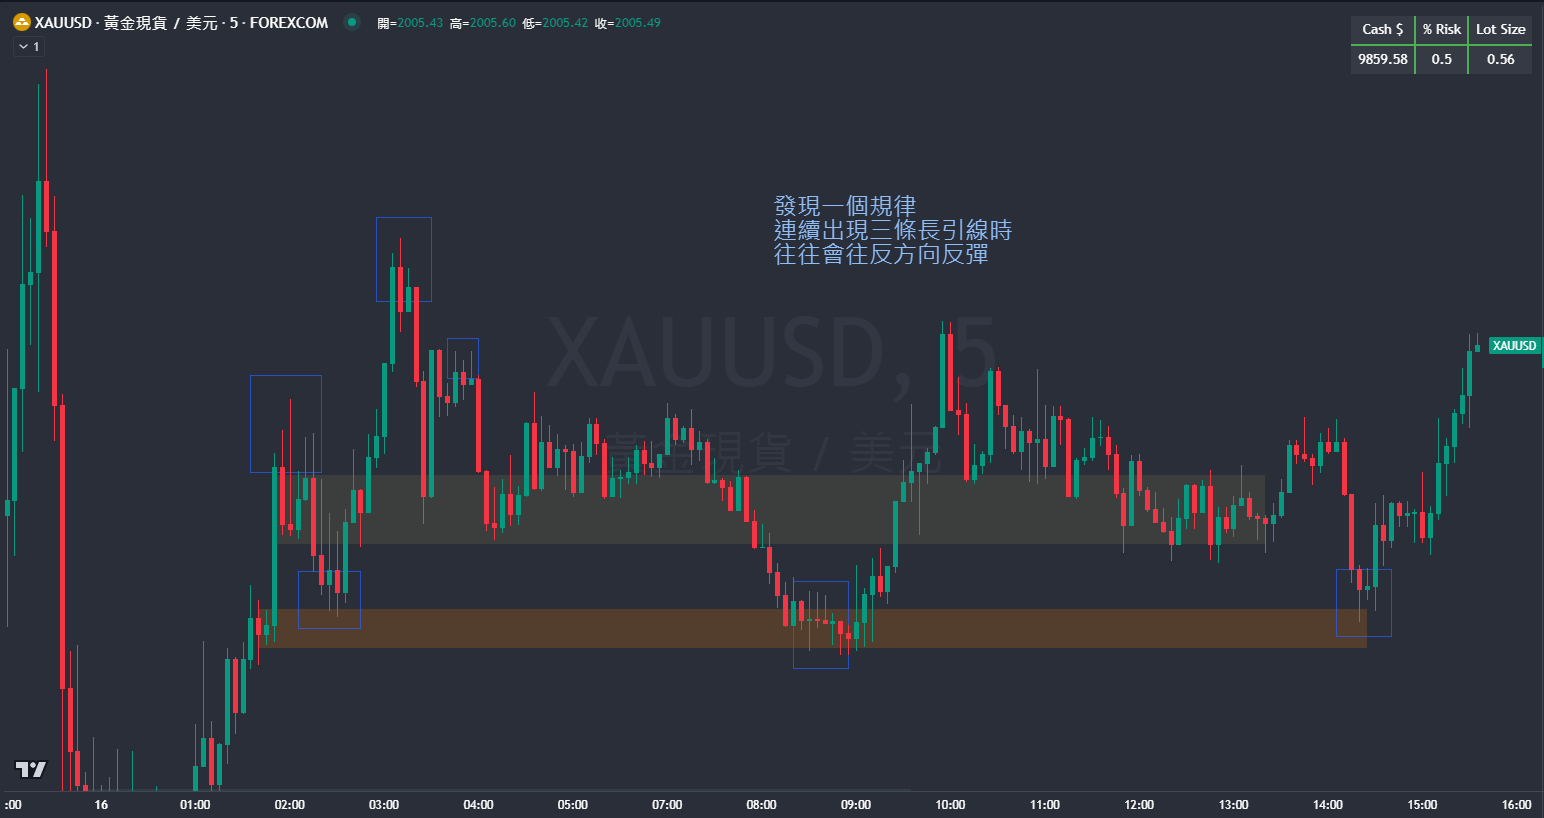 XAUUSD · 黃金現貨 / 美元 · 5 · FOREXCOM 開=2005.43 高=2005.60 低=2005.42 收=2005.49
1
Cash $ % Risk Lot Size
9859.58 0.5 0.56
發現一個規律
連續出現三條長引線時
往往會往反方向反彈
XAUUSD, 5
黃金現貨 / 美元
XAUUSD
:00 16 01:00 02:00 03:00 04:00 05:00 07:00 08:00 09:00 10:00 11:00 12:00 13:00 14:00 15:00 16:00